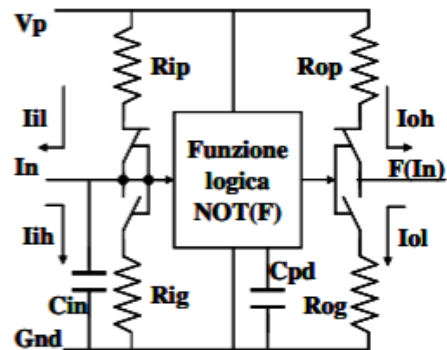 Vp
Rip
Rop
Iil
Ioh
In
Funzione
logica
NOT(F)
F(In)
Iih
Iol
Cin
Rig
Cpd
Rog
Gnd